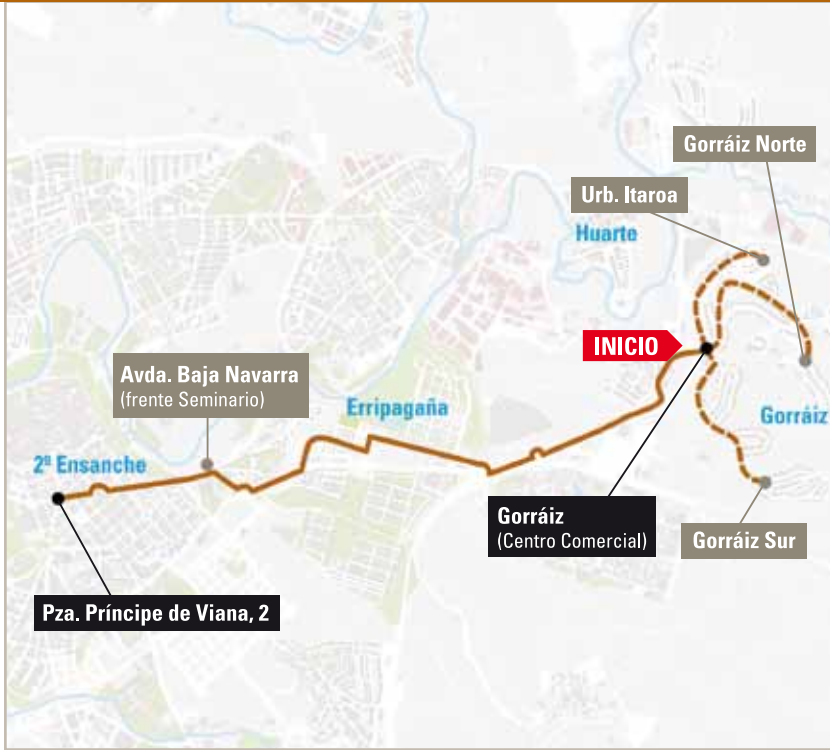 Gorráiz Norte
Urb. Itaroa
Huarte
INICIO
Avda. Baja Navarra
(frente Seminario)
Erripagaña
Gorráiz
2º Ensanche
Gorráiz
(Centro Comercial)
Gorráiz Sur
Pza. Príncipe de Viana, 2